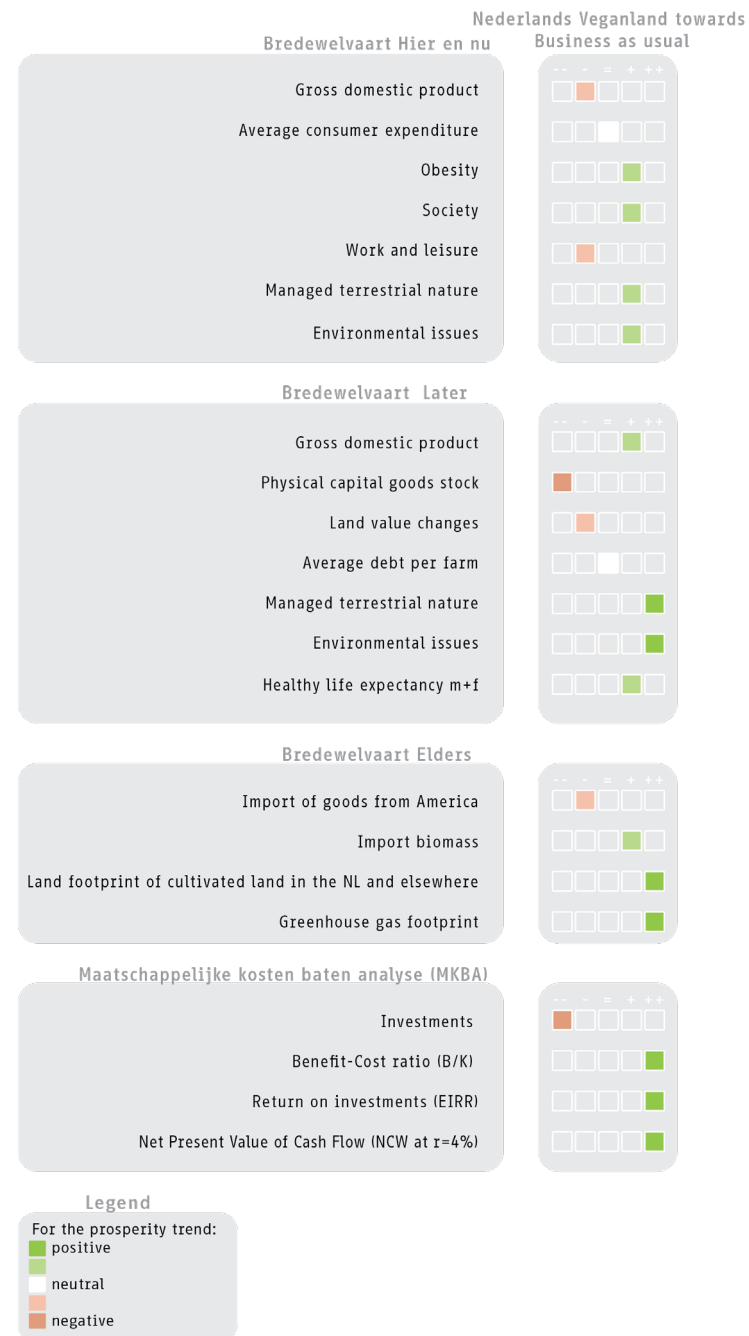 Nederlands Veganland towards
Bredewelvaart Hier en nu Business as usual
-- - = + ++
Gross domestic product
Average consumer expenditure
Obesity
Society
Work and leisure
Managed terrestrial nature
Environmental issues
Bredewelvaart Later
-- - = + ++
Gross domestic product
Physical capital goods stock
Land value changes
Average debt per farm
Managed terrestrial nature
Environmental issues
Healthy life expectancy m+f
Bredewelvaart Elders
-- - = + ++
Import of goods from America
Import biomass
Land footprint of cultivated land in the NL and elsewhere
Greenhouse gas footprint
Maatschappelijke kosten baten analyse (MKBA)
-- - = + ++
Investments
Benefit-Cost ratio (B/K)
Return on investments (EIRR)
Net Present Value of Cash Flow (NCW at r=4%)
Legend
For the prosperity trend:
positive
neutral
negative